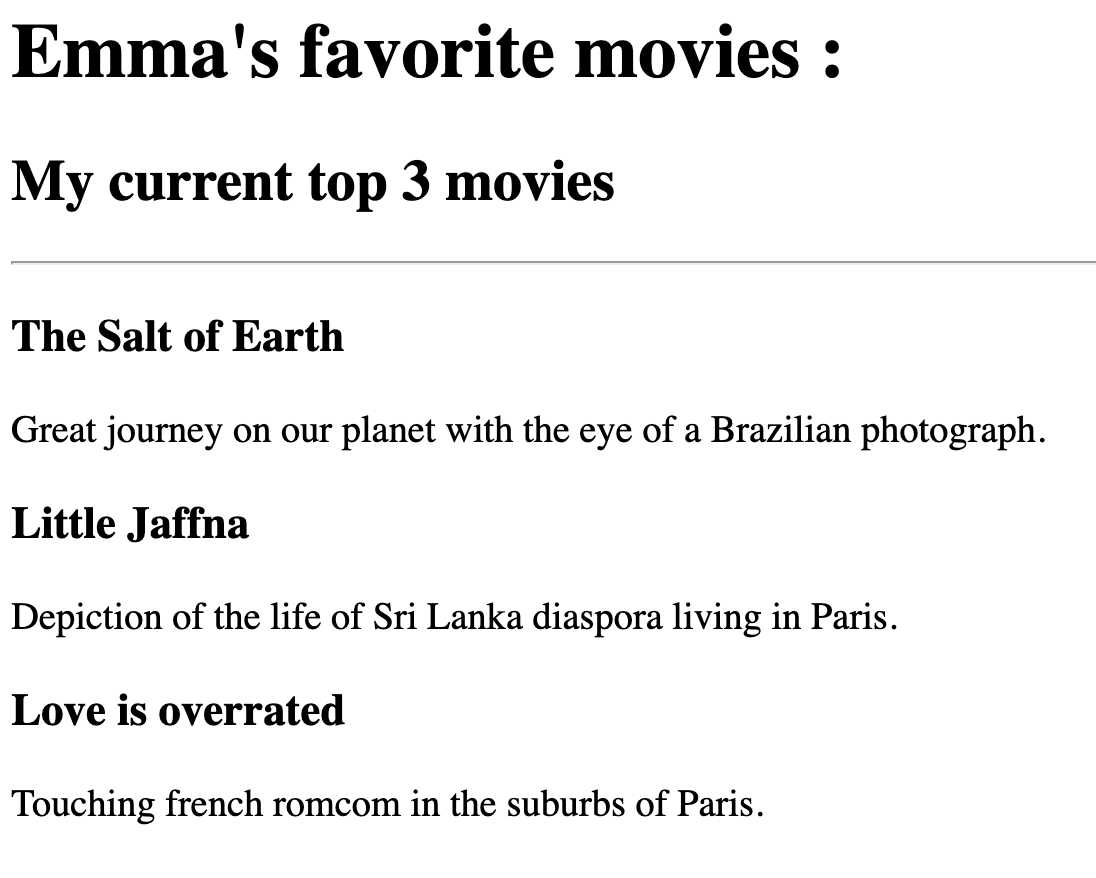 Emma's favorite movies :
My current top 3 movies
The Salt of Earth
Great journey on our planet with the eye of a Brazilian photograph.
Little Jaffna
Depiction of the life of Sri Lanka diaspora living in Paris.
Love is overrated
Touching french romcom in the suburbs of Paris.